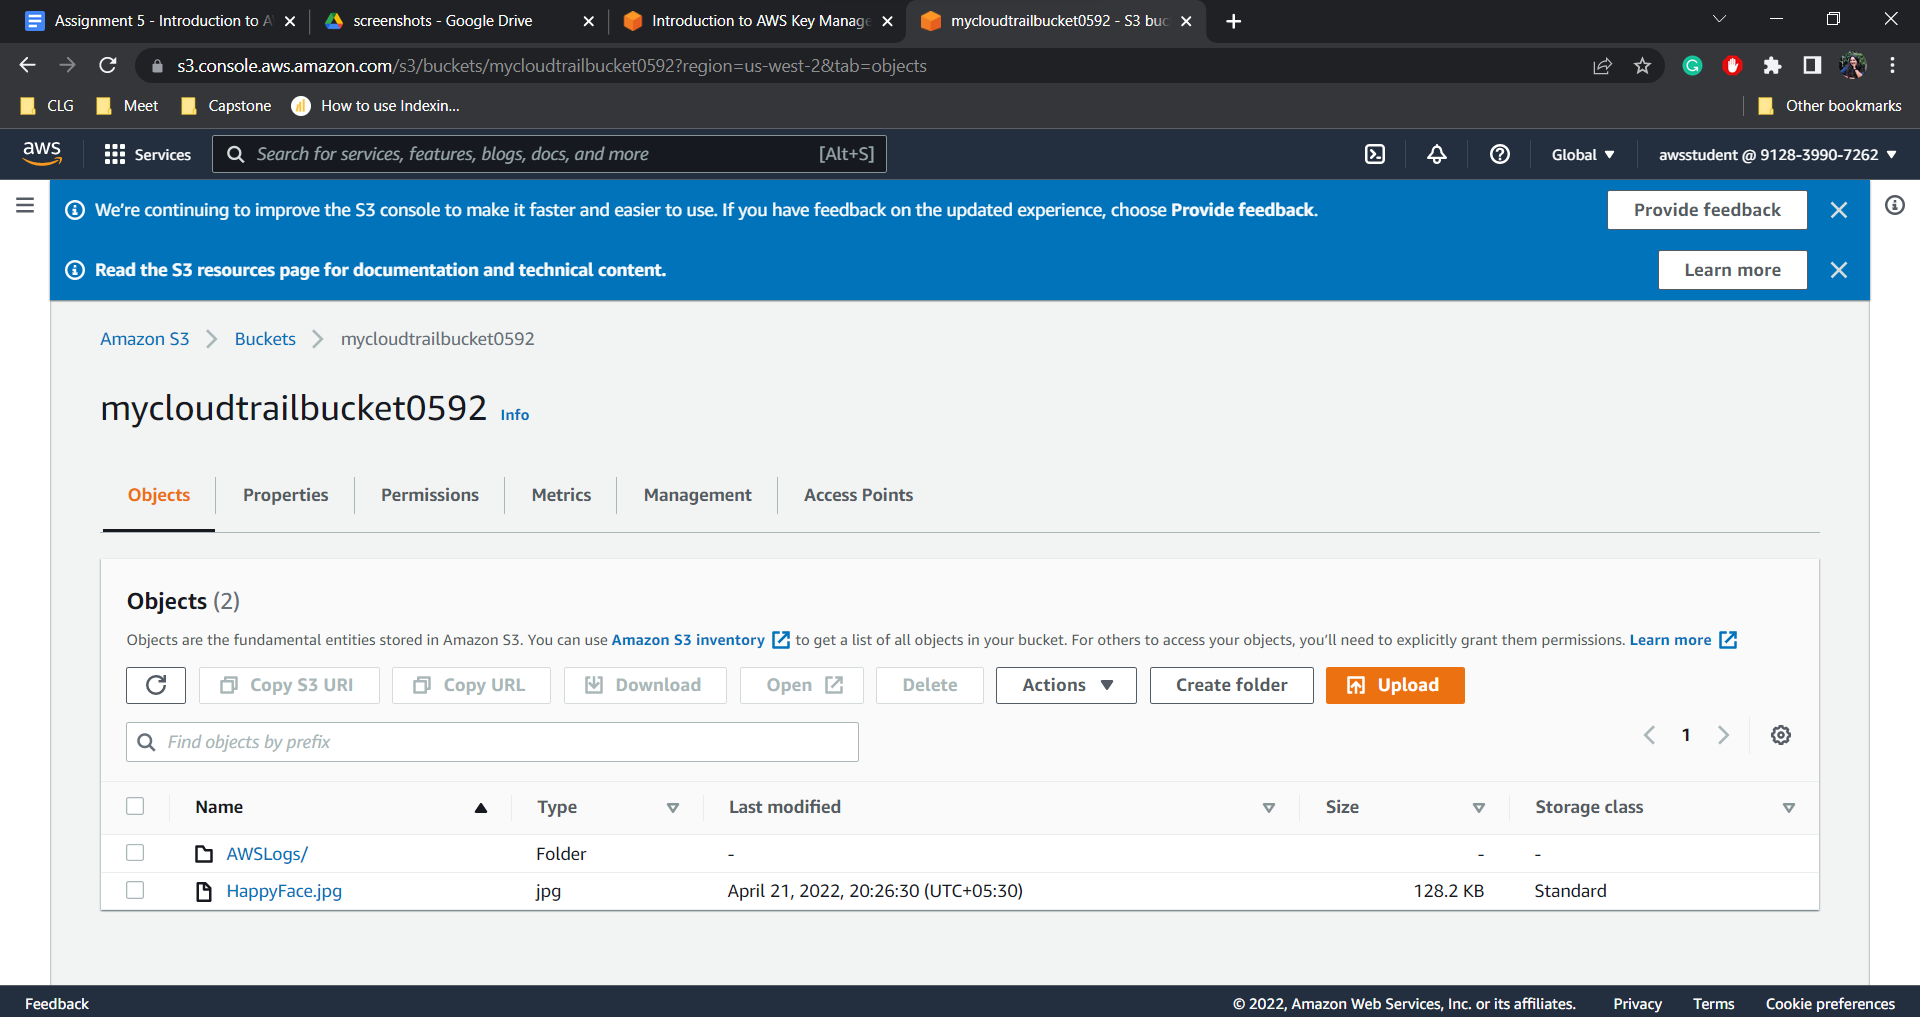 Assignment 5 - Introduction to A
screenshots - Google Drive
Introduction to AWS Key Manage
mycloudtrailbucket0592 - S3 buc
s3.console.aws.amazon.com/s3/buckets/mycloudtrailbucket0592?region=us-west-2&tab=objects
CLG
Meet
Capstone
How to use Indexin...
Other bookmarks
aws
Services
Search for services, features, blogs, docs, and more
[Alt+S]
Global
awsstudent @ 9128-3990-7262
We're continuing to improve the S3 console to make it faster and easier to use. If you have feedback on the updated experience, choose Provide feedback.
Provide feedback
Read the S3 resources page for documentation and technical content.
Learn more
Amazon S3
Buckets
mycloudtrailbucket0592
mycloudtrailbucket0592 Info
Objects
Properties
Permissions
Metrics
Management
Access Points
Objects (2)
Objects are the fundamental entities stored in Amazon S3. You can use Amazon S3 inventory to get a list of all objects in your bucket. For others to access your objects, you'll need to explicitly grant them permissions. Learn more
Copy S3 URI
Copy URL
Download
Open
Delete
Actions
Create folder
Upload
Find objects by prefix
1
Name
Type
Last modified
Size
Storage class
AWSLogs/
Folder
-
-
-
HappyFace.jpg
jpg
April 21, 2022, 20:26:30 (UTC+05:30)
128.2 KB
Standard
Feedback
© 2022, Amazon Web Services, Inc. or its affiliates.
Privacy
Terms
Cookie preferences